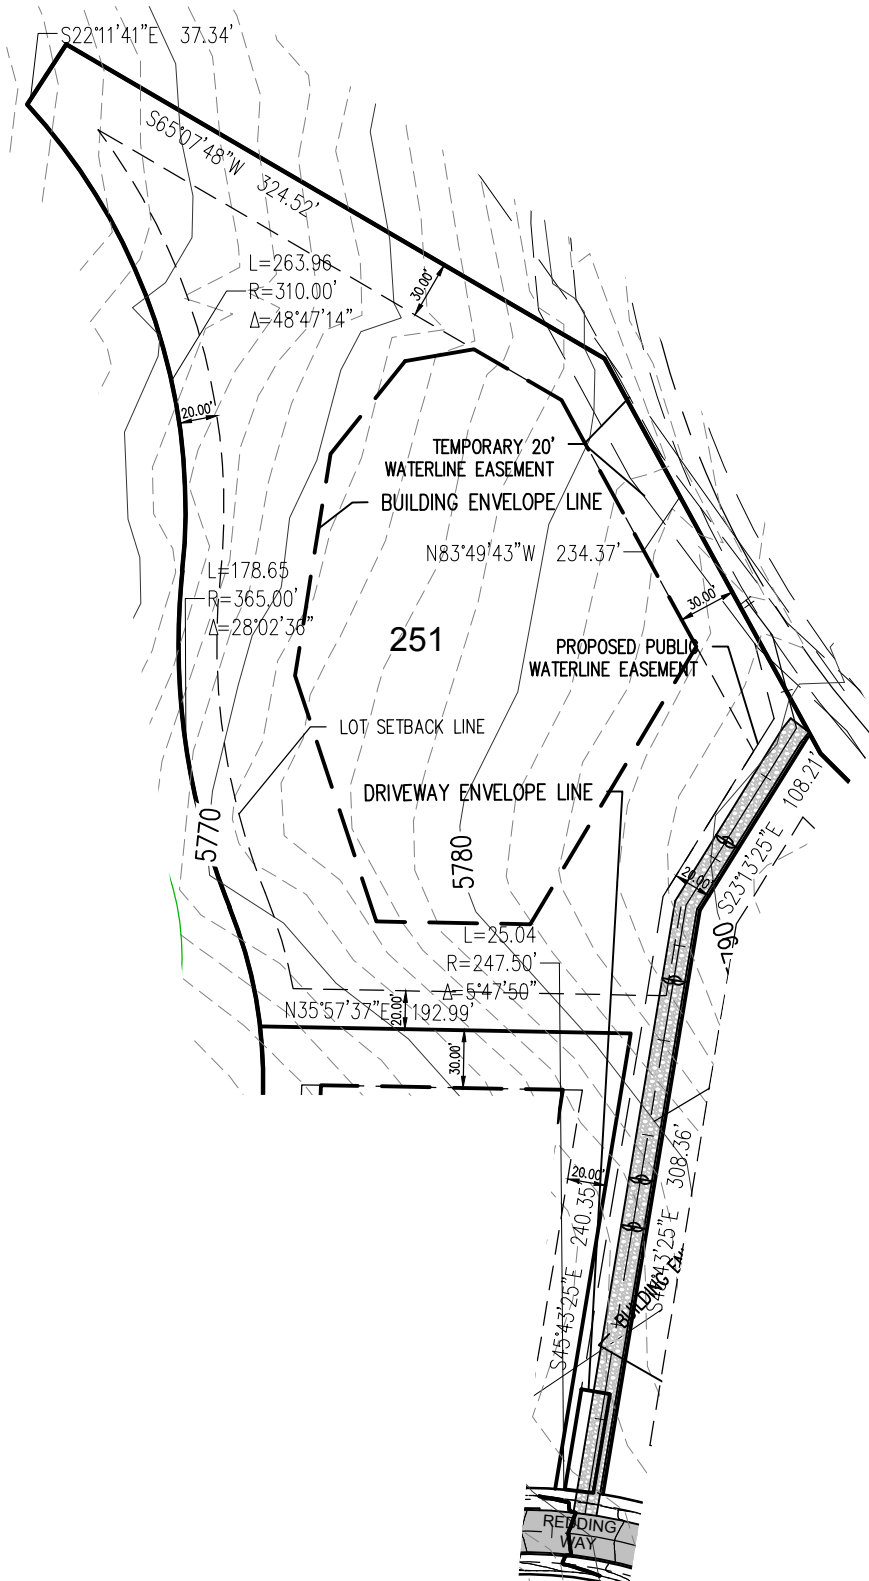 S22°11'41"E 37.34'
S65°07'48"W 324.52'
L=263.96
R=310.00'
Δ=48°47'14"
30.00'
20.00'
TEMPORARY 20'
WATERLINE EASEMENT
BUILDING ENVELOPE LINE
N83°49'43"W 234.37'
L=178.65
R=365.00'
Δ=28°02'36"
30.00'
251
PROPOSED PUBLIC
WATERLINE EASEMENT
LOT SETBACK LINE
DRIVEWAY ENVELOPE LINE
5770
5780
S23°13'25"E 108.21'
20.00'
5760
L=25.04
R=247.50'
Δ=5°47'50"
N35°57'37"E 192.99'
20.00'
30.00'
20.00'
S45°43'25"E 240.35'
308.36'
BUILDING
REDDING
WAY